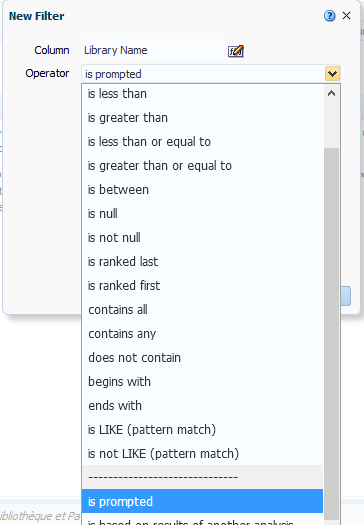 New Filter
Column Library Name
Operator is prompted
is less than
is greater than
is less than or equal to
is greater than or equal to
is between
is null
is not null
is ranked last
is ranked first
contains all
contains any
does not contain
begins with
ends with
is LIKE (pattern match)
is not LIKE (pattern match)
------------------------------
is prompted
is based on results of another analysis
bliothèque et Pa